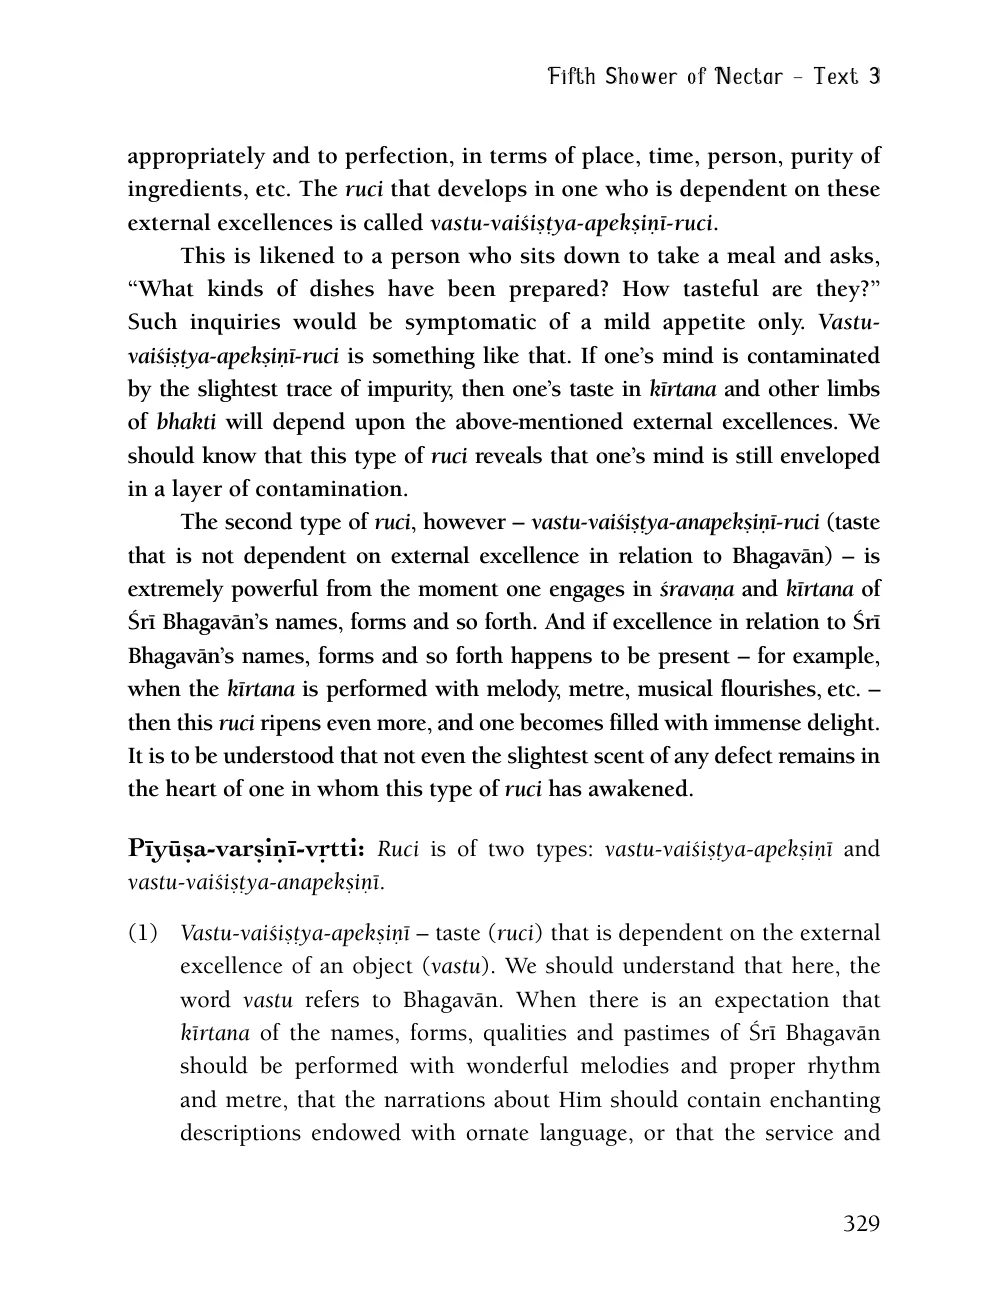 Fifth Shower of Nectar – Text 3
appropriately and to perfection, in terms of place, time, person, purity of
ingredients, etc. The ruci that develops in one who is dependent on these
external excellences is called vastu-vaiśiṣṭya-apekṣiṇī-ruci.
This is likened to a person who sits down to take a meal and asks,
“What kinds of dishes have been prepared? How tasteful are they?”
Such inquiries would be symptomatic of a mild appetite only. Vastu-
vaiśiṣṭya-apekṣiṇī-ruci is something like that. If one’s mind is contaminated
by the slightest trace of impurity, then one’s taste in kīrtana and other limbs
of bhakti will depend upon the above-mentioned external excellences. We
should know that this type of ruci reveals that one’s mind is still enveloped
in a layer of contamination.
The second type of ruci, however – vastu-vaiśiṣṭya-anapekṣiṇī-ruci (taste
that is not dependent on external excellence in relation to Bhagavān) – is
extremely powerful from the moment one engages in śravaṇa and kīrtana of
Śrī Bhagavān’s names, forms and so forth. And if excellence in relation to Śrī
Bhagavān’s names, forms and so forth happens to be present – for example,
when the kīrtana is performed with melody, metre, musical flourishes, etc. –
then this ruci ripens even more, and one becomes filled with immense delight.
It is to be understood that not even the slightest scent of any defect remains in
the heart of one in whom this type of ruci has awakened.
Pīyūṣa-varṣiṇī-vṛtti: Ruci is of two types: vastu-vaiśiṣṭya-apekṣiṇī and
vastu-vaiśiṣṭya-anapekṣiṇī.
(1) Vastu-vaiśiṣṭya-apekṣiṇī – taste (ruci) that is dependent on the external
excellence of an object (vastu). We should understand that here, the
word vastu refers to Bhagavān. When there is an expectation that
kīrtana of the names, forms, qualities and pastimes of Śrī Bhagavān
should be performed with wonderful melodies and proper rhythm
and metre, that the narrations about Him should contain enchanting
descriptions endowed with ornate language, or that the service and
329